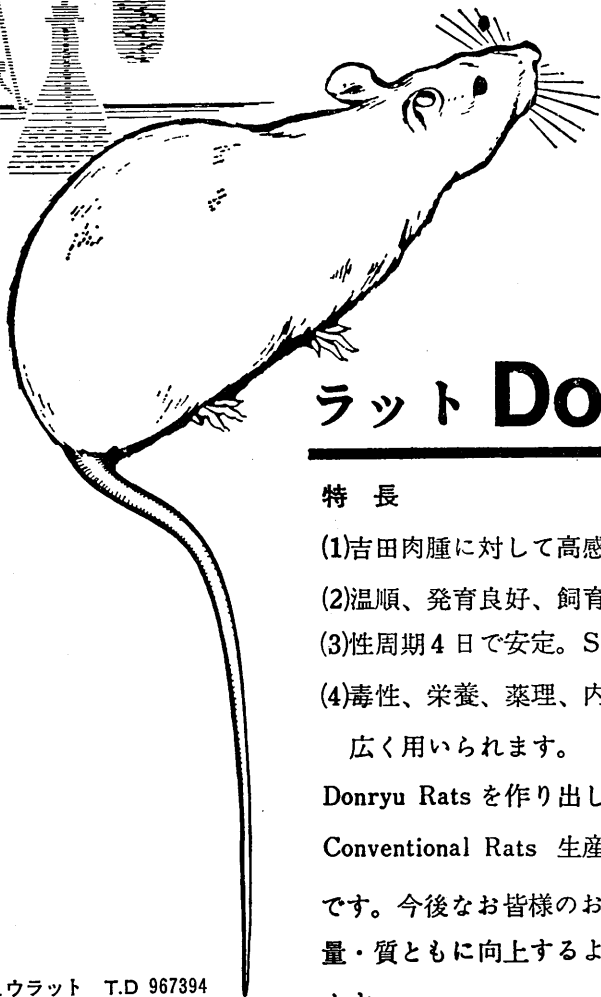 ラット Do
特 長
(1)吉田肉腫に対して高感
(2)温順、発育良好、飼育
(3)性周期4日で安定。S
(4)毒性、栄養、薬理、内
広く用いられます。
Donryu Rats を作り出し
Conventional Rats 生産
です。今後なお皆様のお
量・質ともに向上するよ
ウラット T.D 967394